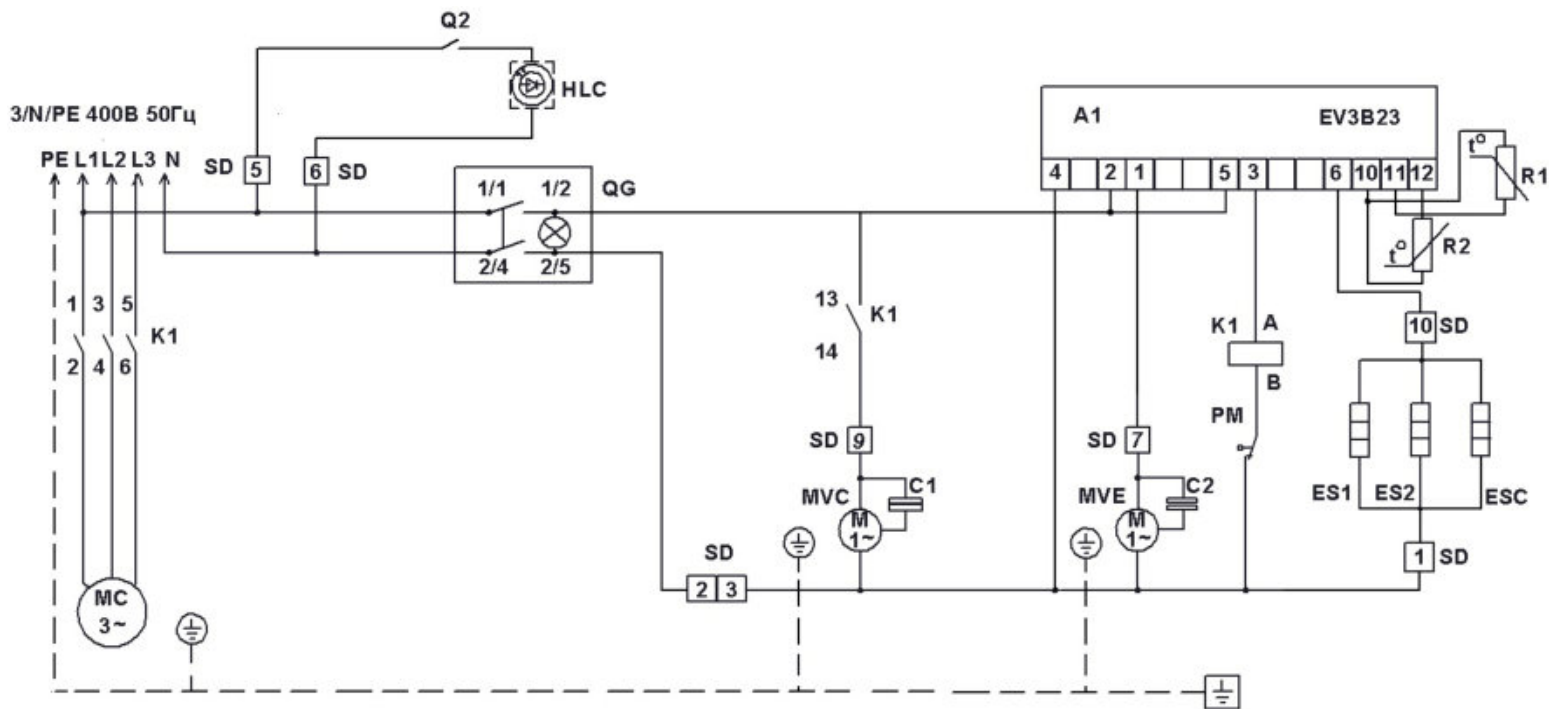 Q2
HLC
3/N/PE 400В 50Гц
A1 EV3B23
PE L1 L2 L3 N
SD 5 6 SD
4 2 1 5 3 6 10 11 12
t° R1
1/1 1/2 QG
2/4 2/5
t° R2
1 3 5
K1
2 4 6
13
K1
14
K1 A
B
10 SD
PM
SD 9
SD 7
MVC C1
M
1~
MVE C2
M
1~
ES1 ES2 ESC
SD
2 3
1 SD
MC
3~